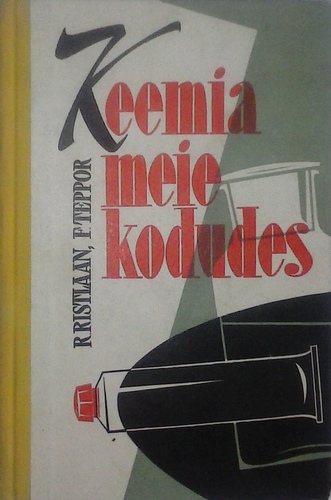 Keemia
meie
kodudes
R RISTLAAN, F TEPPOR